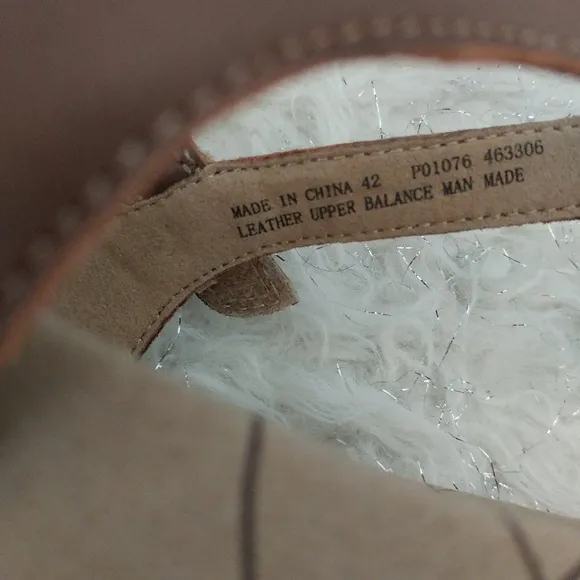 MADE IN CHINA 42 P01076 463306
LEATHER UPPER BALANCE MAN MADE